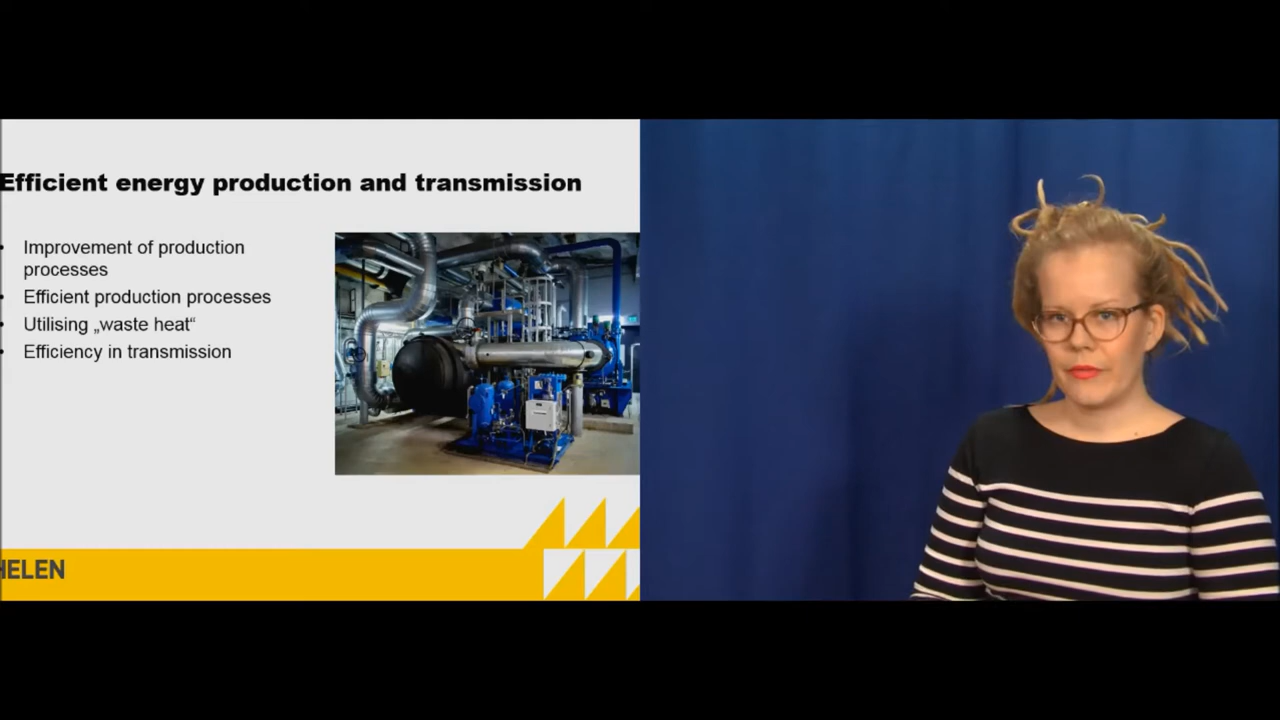 Efficient energy production and transmission
• Improvement of production
processes
• Efficient production processes
• Utilising „waste heat“
• Efficiency in transmission
HELEN